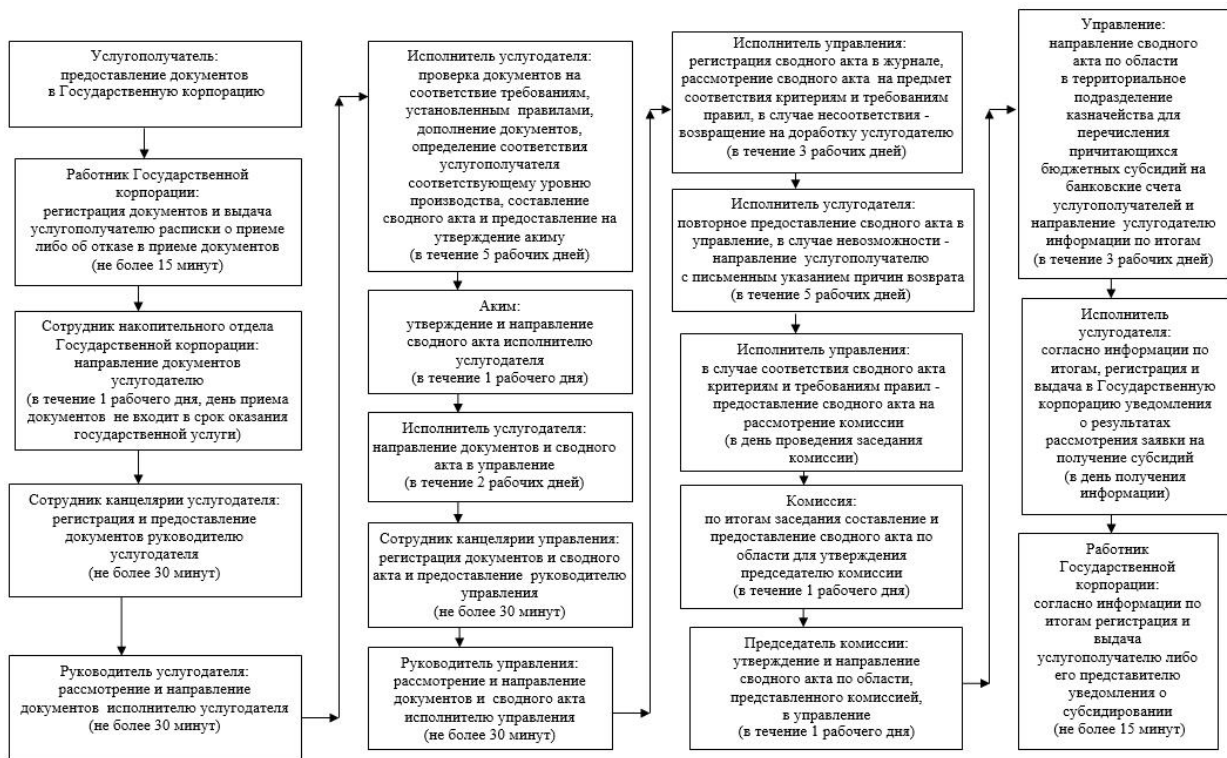 Услугополучатель:
предоставление документов
в Государственную корпорацию
Работник Государственной
корпорации:
регистрация документов и выдача
услугополучателю расписки о приеме
либо об отказе в приеме документов
(не более 15 минут)
Сотрудник накопительного отдела
Государственной корпорации:
направление документов
услугодателю
(в течение 1 рабочего дня, день приема
документов не входит в срок оказания
государственной услуги)
Сотрудник канцелярии услугодателя:
регистрация и предоставление
документов руководителю
услугодателя
(не более 30 минут)
Руководитель услугодателя:
рассмотрение и направление
документов исполнителю услугодателя
(не более 30 минут)
Исполнитель услугодателя:
проверка документов на
соответствие требованиям,
установленным правилами,
дополнение документов,
определение соответствия
услугополучателя
соответствующему уровню
производства, составление
сводного акта и предоставление на
утверждение акиму
(в течение 5 рабочих дней)
Аким:
утверждение и направление
сводного акта исполнителю
услугодателя
(в течение 1 рабочего дня)
Исполнитель услугодателя:
направление документов и сводного
акта в управление
(в течение 2 рабочих дней)
Сотрудник канцелярии управления:
регистрация документов и сводного
акта и предоставление руководителю
управления
(не более 30 минут)
Руководитель управления:
рассмотрение и направление
документов и сводного акта
исполнителю управления
(не более 30 минут)
Исполнитель управления:
регистрация сводного акта в журнале,
рассмотрение сводного акта на предмет
соответствия критериям и требованиям
правил, в случае несоответствия -
возвращение на доработку услугодателю
(в течение 3 рабочих дней)
Исполнитель услугодателя:
повторное предоставление сводного акта в
управление, в случае невозможности -
направление услугополучателю
с письменным указанием причин возврата
(в течение 5 рабочих дней)
Исполнитель управления:
в случае соответствия сводного акта
критериям и требованиям правил -
предоставление сводного акта на
рассмотрение комиссии
(в день проведения заседания
комиссии)
Комиссия:
по итогам заседания составление и
предоставление сводного акта по
области для утверждения
председателю комиссии
(в течение 1 рабочего дня)
Председатель комиссии:
утверждение и направление
сводного акта по области,
представленного комиссией,
в управление
(в течение 1 рабочего дня)
Управление:
направление сводного
акта по области
в территориальное
подразделение
казначейства для
перечисления
причитающихся
бюджетных субсидий на
банковские счета
услугополучателей и
направление услугодателю
информации по итогам
(в течение 3 рабочих дней)
Исполнитель
услугодателя:
согласно информации по
итогам, регистрация и
выдача в Государственную
корпорацию уведомления
о результатах
рассмотрения заявки на
получение субсидий
(в день получения
информации)
Работник
Государственной
корпорации:
согласно информации по
итогам регистрация и
выдача
услугополучателю либо
его представителю
уведомления о
субсидировании
(не более 15 минут)